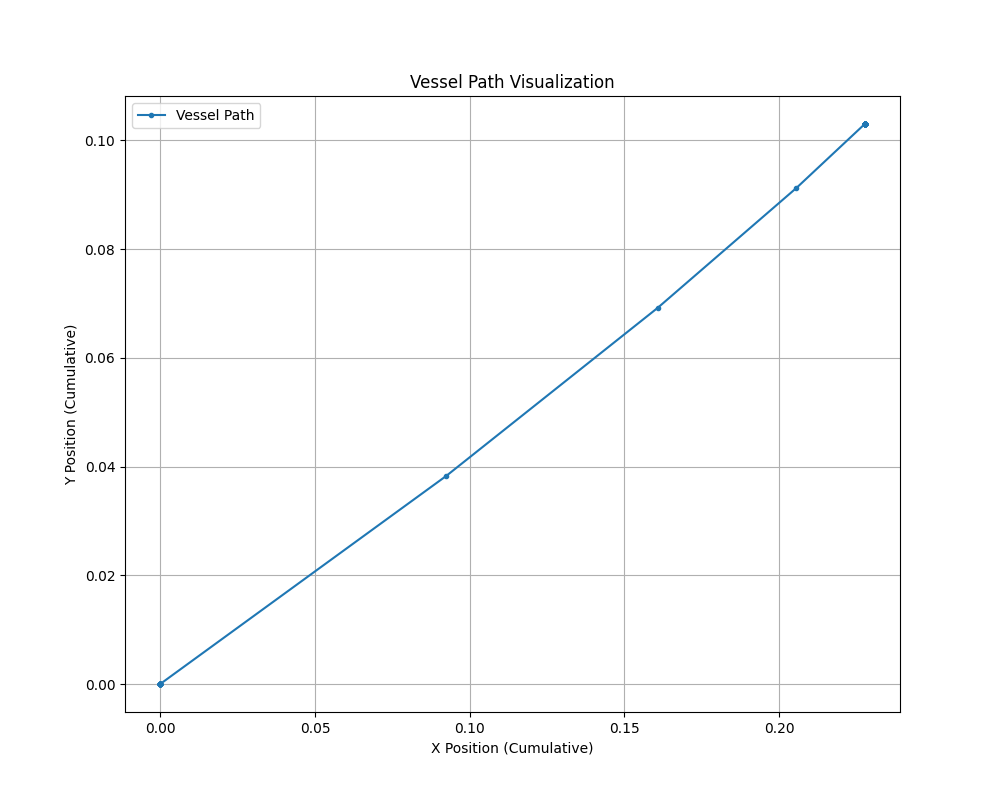 Vessel Path Visualization
Vessel Path
0.10
0.08
0.06
0.04
0.02
0.00
Y Position (Cumulative)
0.00 0.05 0.10 0.15 0.20
X Position (Cumulative)